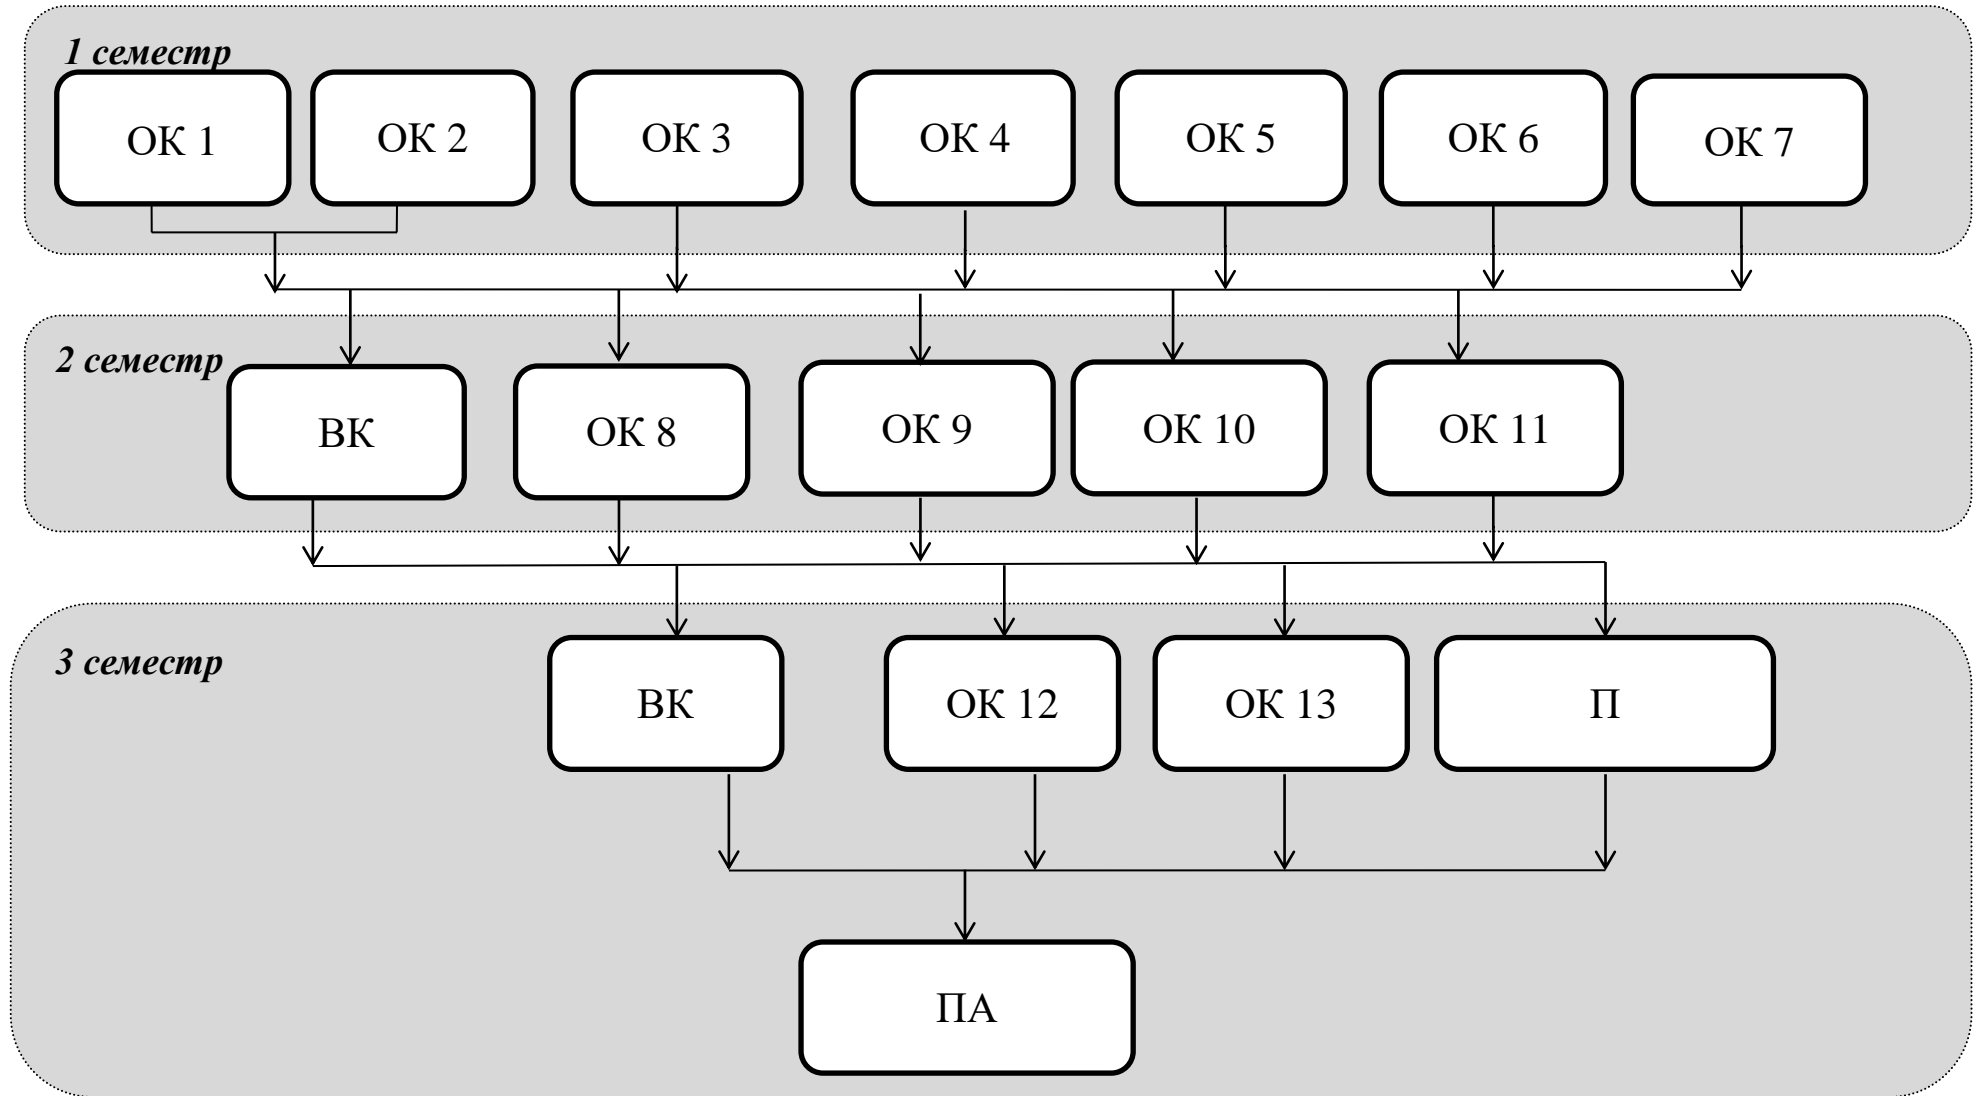 1 семестр
ОК 1
ОК 2
ОК 3
ОК 4
ОК 5
ОК 6
ОК 7
2 семестр
ВК
ОК 8
ОК 9
ОК 10
ОК 11
3 семестр
ВК
ОК 12
ОК 13
П
ПА